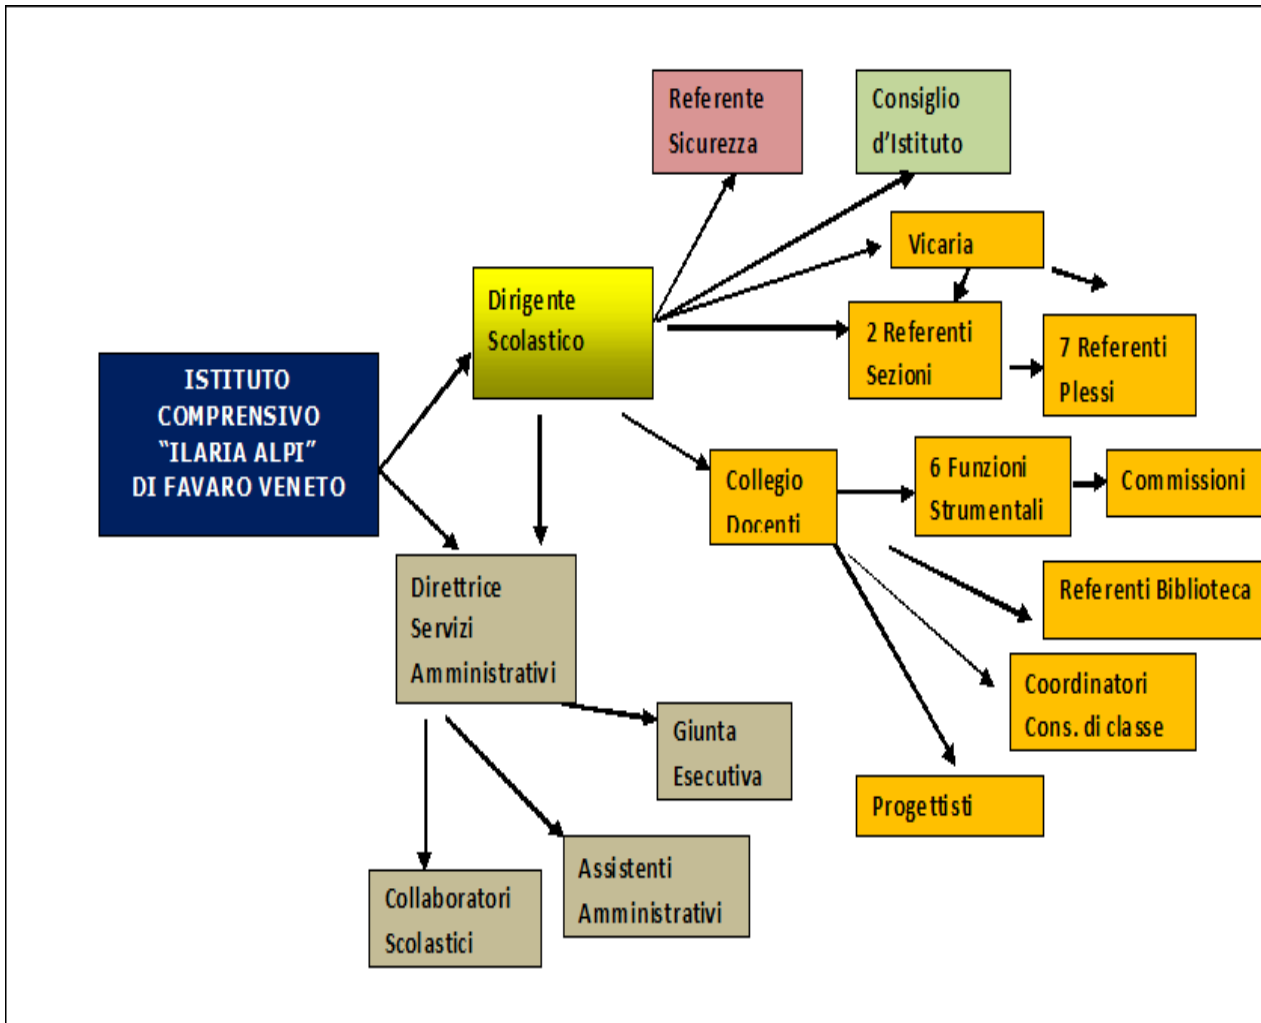 Referente
Sicurezza
Consiglio
d’Istituto
Vicaria
Dirigente
Scolastico
2 Referenti
Sezioni
7 Referenti
Plessi
ISTITUTO
COMPRENSIVO
“ILARIA ALPI”
DI FAVARO VENETO
Collegio
Docenti
6 Funzioni
Strumentali
Commissioni
Direttrice
Servizi
Amministrativi
Referenti Biblioteca
Coordinatori
Cons. di classe
Giunta
Esecutiva
Progettisti
Assistenti
Amministrativi
Collaboratori
Scolastici